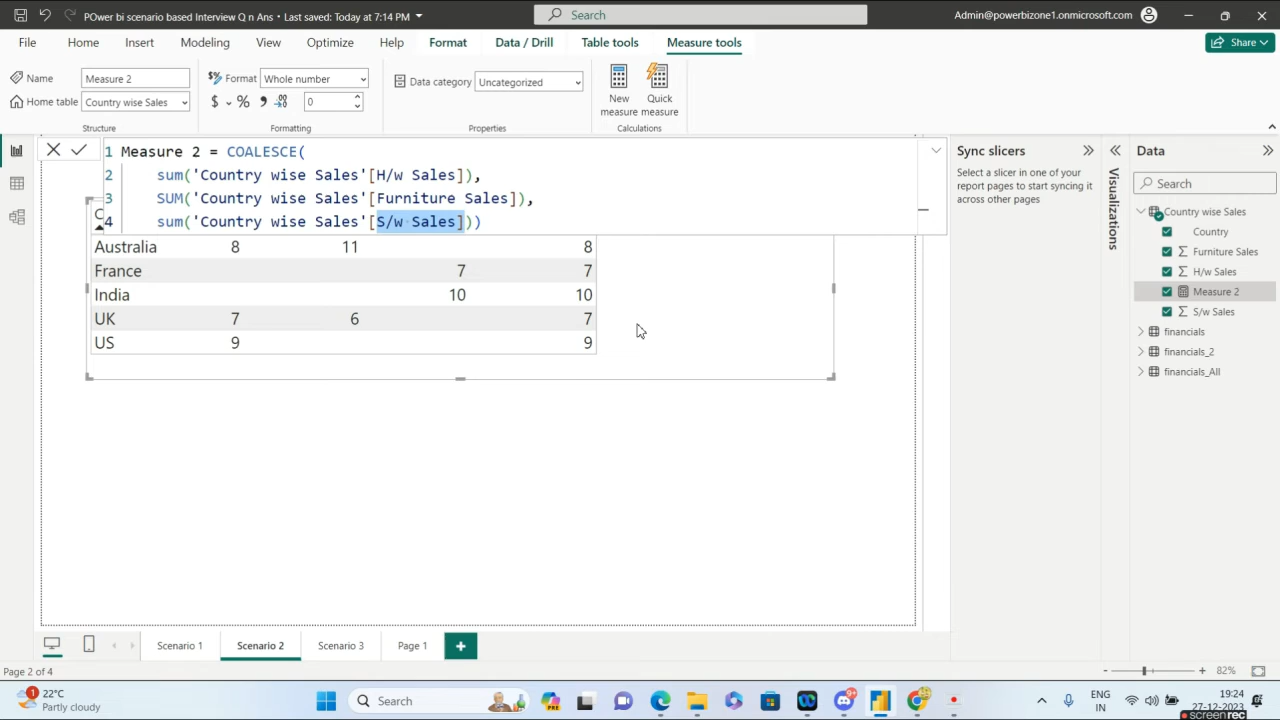 Power bi scenario based Interview Q n Ans • Last saved: Today at 7:14 PM
Search
Admin@powerbizone1.onmicrosoft.com
File Home Insert Modeling View Optimize Help Format Data / Drill Table tools Measure tools
Share
Name Measure 2
Format Whole number
Data category Uncategorized
Home table Country wise Sales
$ % 0
New measure
Quick measure
Structure Formatting Properties Calculations
1 Measure 2 = COALESCE(
2 sum('Country wise Sales'[H/w Sales]),
3 SUM('Country wise Sales'[Furniture Sales]),
4 sum('Country wise Sales'[S/w Sales]))
Australia 8 11 8
France 7 7
India 10 10
UK 7 6 7
US 9 9
Sync slicers
Select a slicer in one of your
report pages to start syncing it
across other pages
Visualizations
Data
Search
Country wise Sales
Country
Furniture Sales
H/w Sales
Measure 2
S/w Sales
financials
financials_2
financials_All
Scenario 1 Scenario 2 Scenario 3 Page 1
Page 2 of 4
82%
1
22°C
Partly cloudy
Search
ENG
IN
19:24
27-12-2023
screenrec